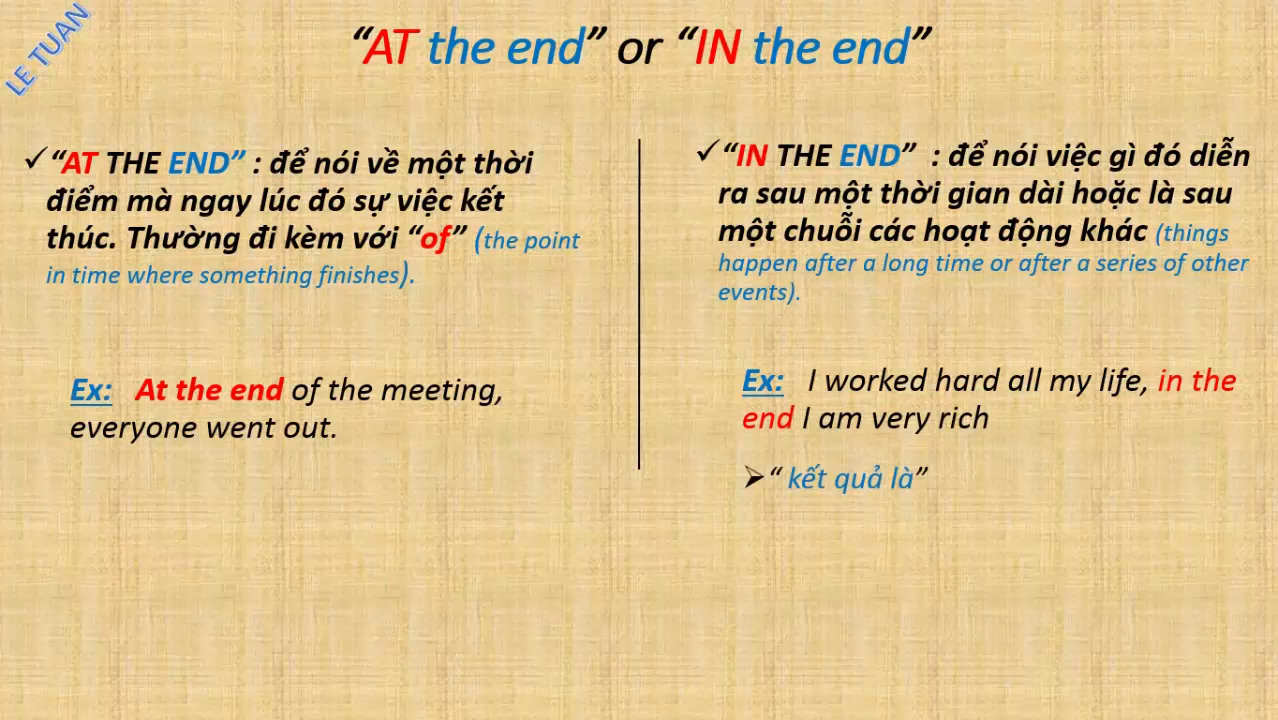 LE TUAN
“AT the end” or “IN the end”
“AT THE END” : để nói về một thời
điểm mà ngay lúc đó sự việc kết
thúc. Thường đi kèm với “of” (the point
in time where something finishes).
Ex: At the end of the meeting,
everyone went out.
“IN THE END” : để nói việc gì đó diễn
ra sau một thời gian dài hoặc là sau
một chuỗi các hoạt động khác (things
happen after a long time or after a series of other
events).
Ex: I worked hard all my life, in the
end I am very rich
“ kết quả là”